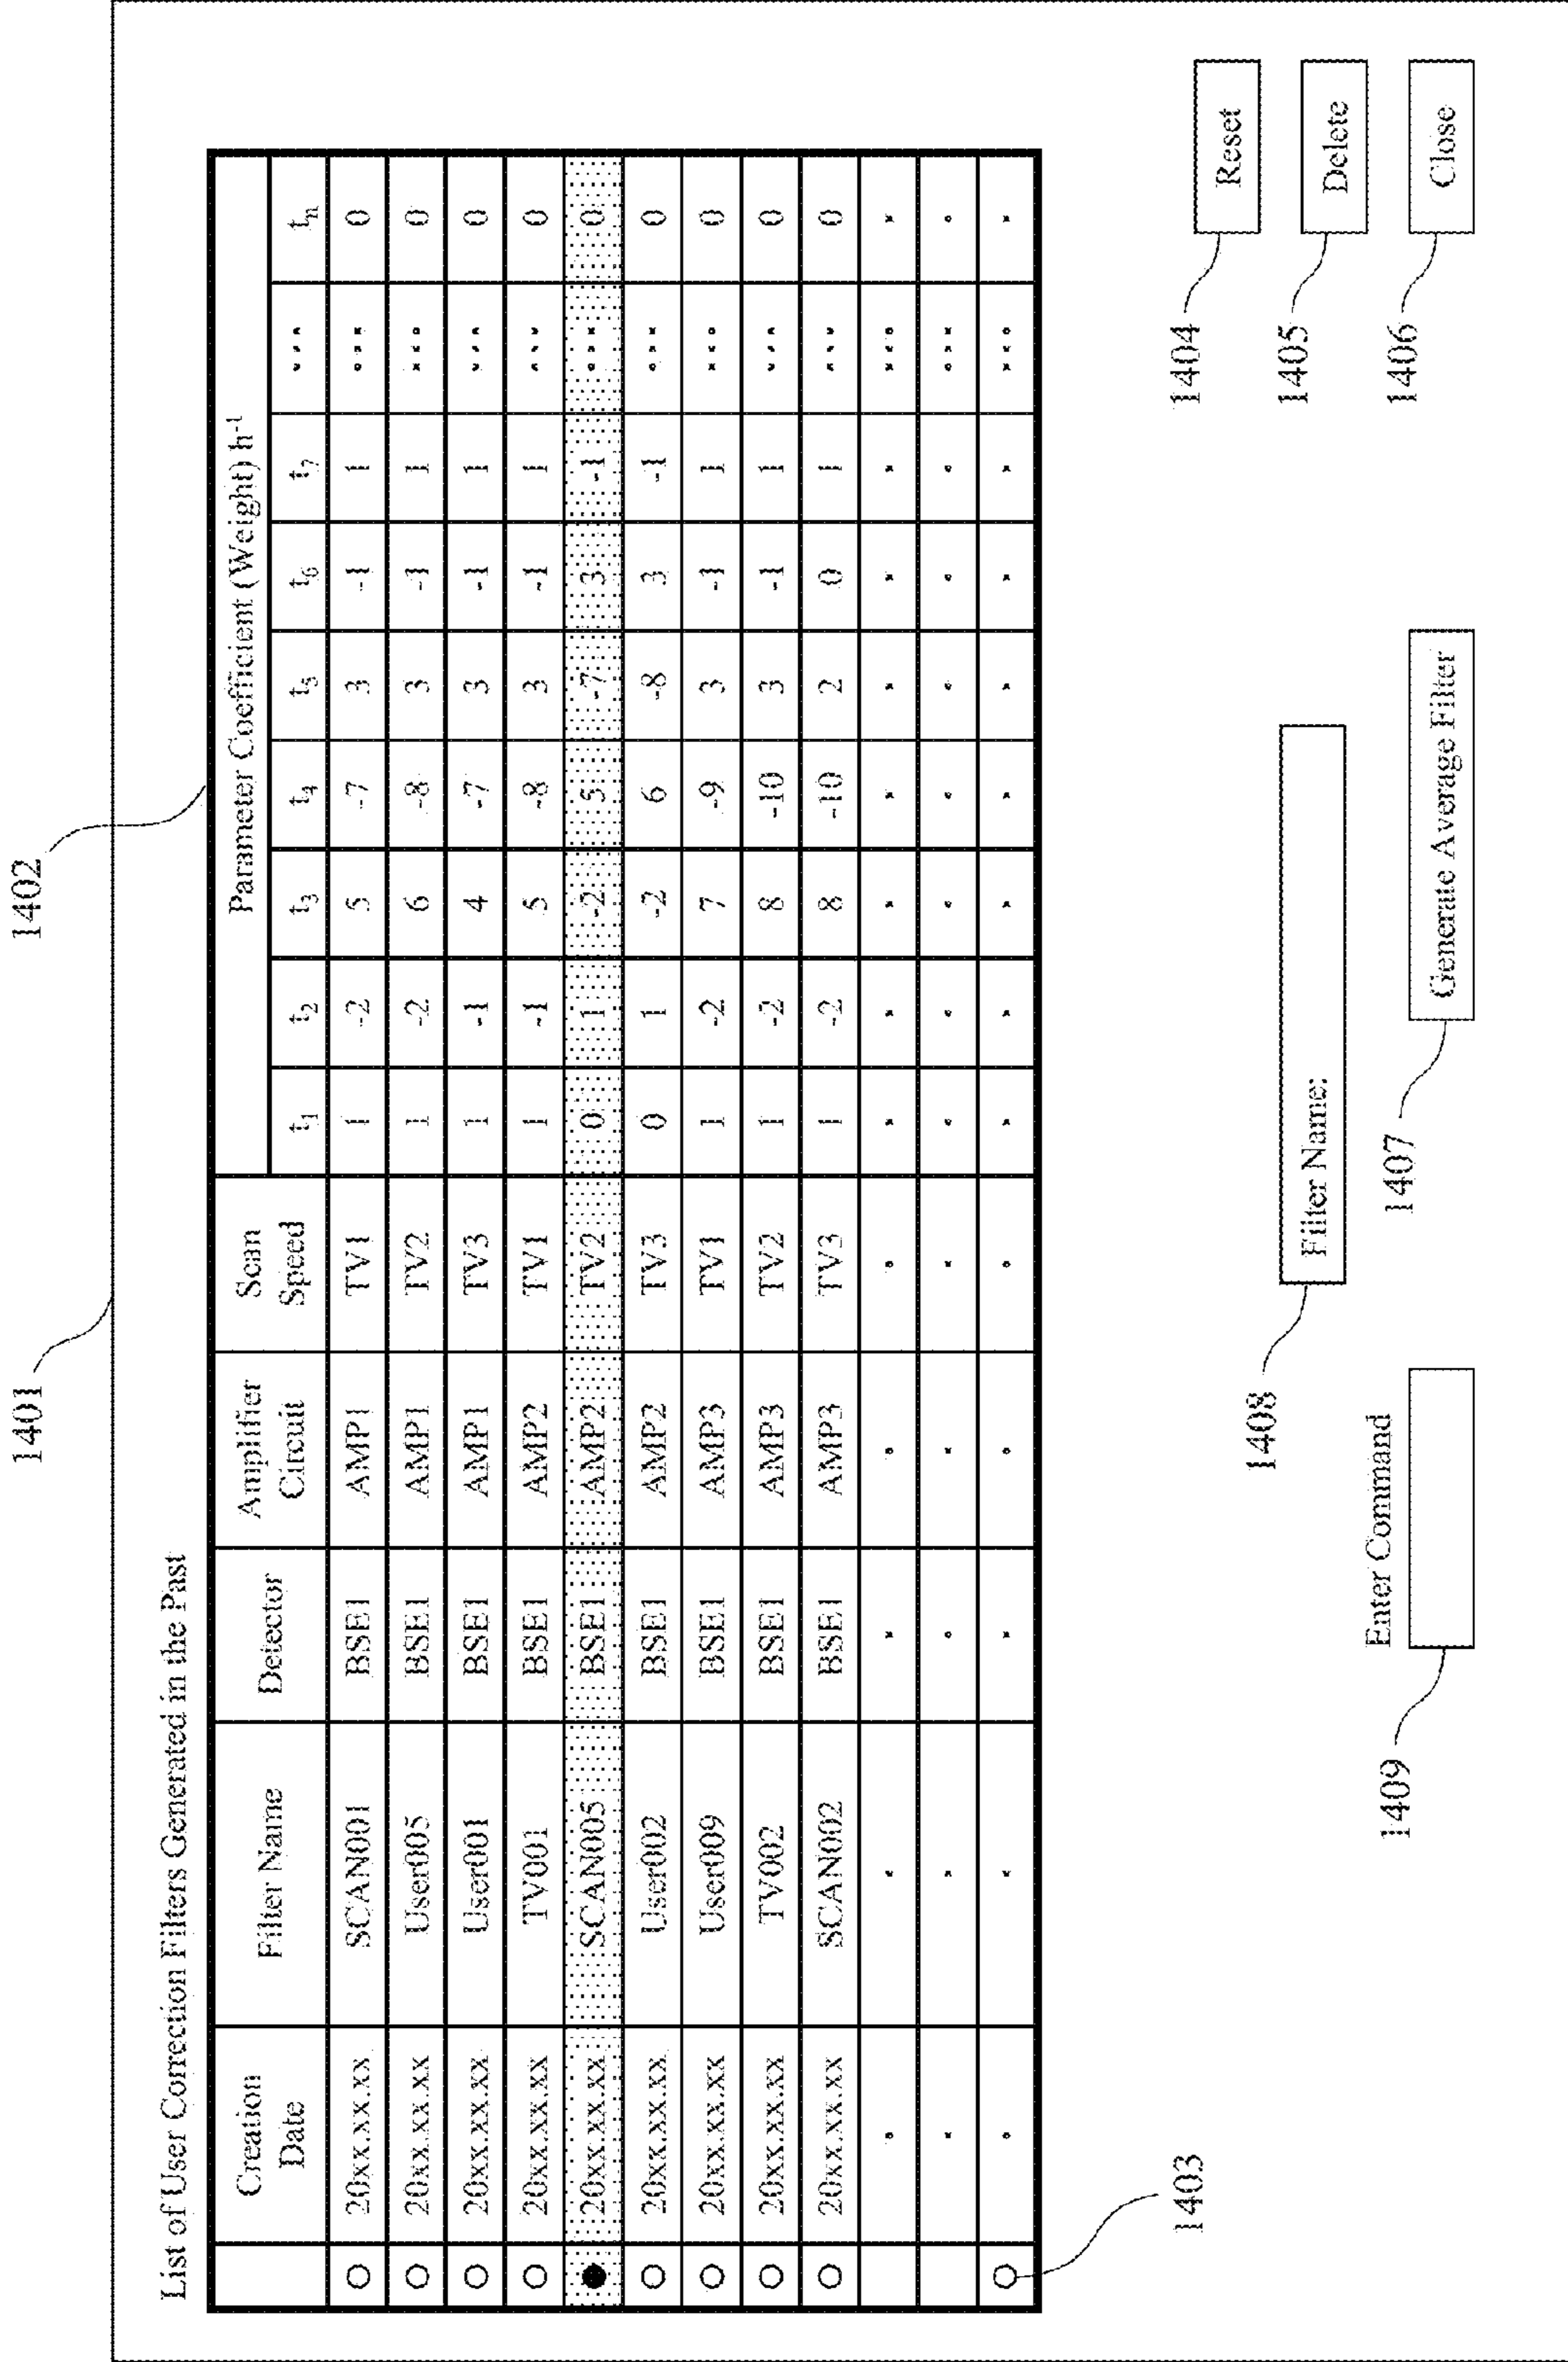 1401
1402
List of User Correction Filters Generated in the Past
Creation Date Filter Name Detector Amplifier Circuit Scan Speed Parameter Coefficient (Weight) h-1
t1 t2 t3 t4 t5 t6 t7 ... tn
20xx.xx.xx SCAN001 BSE1 AMP1 TV1 1 -2 5 -7 3 -1 1 ... 0
20xx.xx.xx User005 BSE1 AMP1 TV2 1 -2 6 -8 3 -1 1 ... 0
20xx.xx.xx User001 BSE1 AMP1 TV3 1 -1 4 -7 3 -1 1 ... 0
20xx.xx.xx TV001 BSE1 AMP2 TV1 1 -1 5 -8 3 -1 1 ... 0
20xx.xx.xx SCAN005 BSE1 AMP2 TV2 0 1 -2 5 -7 3 -1 ... 0
20xx.xx.xx User002 BSE1 AMP2 TV3 0 1 -2 6 -8 3 -1 ... 0
20xx.xx.xx User009 BSE1 AMP3 TV1 1 -2 7 -9 3 -1 1 ... 0
20xx.xx.xx TV002 BSE1 AMP3 TV2 1 -2 8 -10 3 -1 1 ... 0
20xx.xx.xx SCAN002 BSE1 AMP3 TV3 1 -2 8 -10 2 0 1 ... 0
1403
1404 Reset
1408 Filter Name:
1405 Delete
Enter Command
1409
1407 Generate Average Filter
1406 Close